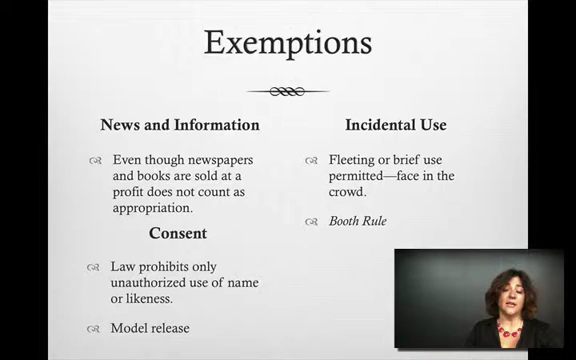 Exemptions
News and Information
Even though newspapers
and books are sold at a
profit does not count as
appropriation.
Consent
Law prohibits only
unauthorized use of name
or likeness.
Model release
Incidental Use
Fleeting or brief use
permitted—face in the
crowd.
Booth Rule